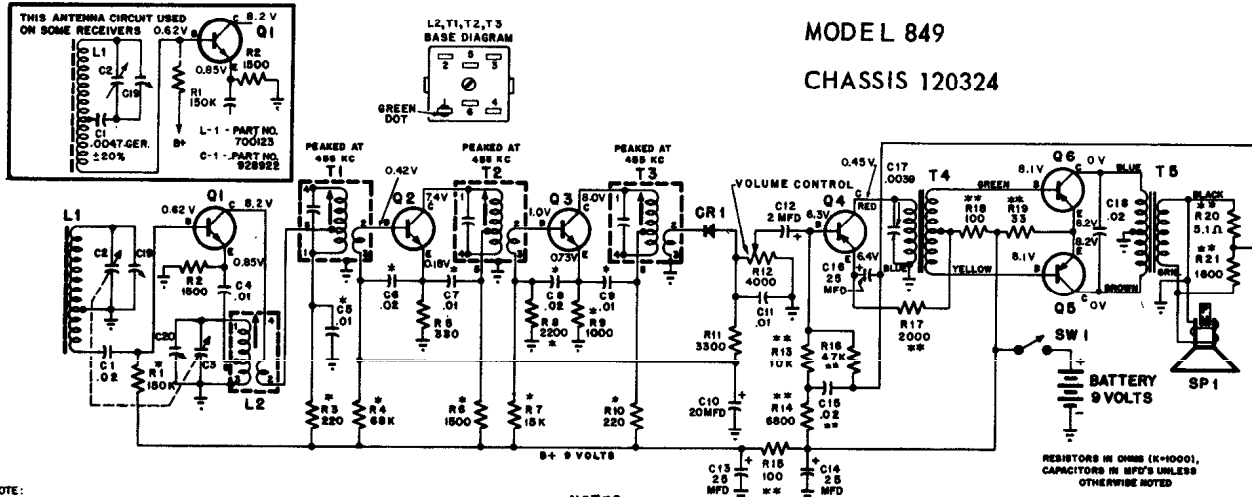 THIS ANTENNA CIRCUIT USED
ON SOME RECEIVERS
0.62V
C 8.2 V
Q1
B
E
0.85V
R2
1500
L1
C2
C19
R1
150K
B+
C1
.0047-GER.
±20%
L-1 - PART NO.
700123
C-1 - PART NO.
928922
L2,T1,T2,T3
BASE DIAGRAM
2
5
3
6
4
GREEN
DOT
MODEL 849
CHASSIS 120324
PEAKED AT
455 KC
T1
PEAKED AT
455 KC
T2
PEAKED AT
455 KC
T3
L1
C2
C19
0.62 V
Q1
C 8.2V
B
E
0.85V
R2
1500
C4
.01
C20
C3
L2
C1
.02
*
R1
150K
0.42V
Q2
7.4V
0.18V
*
C5
.01
*
C6
.02
*
C7
.01
R5
330
1.0V
Q3
8.0V
0.73V
*
C8
.02
*
C9
.01
R8
2200
*
*
R9
1000
*
R3
220
*
R4
68K
*
R6
1500
*
R7
15K
*
R10
220
B+ 9 VOLTS
CR1
VOLUME CONTROL
C12
2 MFD
R12
4000
C11
.01
R11
3300
C10
20MFD
0.45V
Q4
6.3V
C
RED
B
E
6.4V
C16
25
MFD
C17
.0039
BLUE
T4
GREEN
YELLOW
R17
2000
**
**
R13
10K
R16
47K
**
**
R14
6800
C15
.02
**
C13
25
MFD
R15
100
**
C14
25
MFD
**
R18
100
**
R19
33
8.1V
Q6
C 0V
BLUE
8.2V
8.2V
8.1V
Q5
C 0V
BROWN
C18
.02
T5
BLACK
**
R20
5.1Ω
**
R21
1800
GRN
SP1
SW1
BATTERY
9 VOLTS
RESISTORS IN OHMS (K=1000),
CAPACITORS IN MFD'S UNLESS
OTHERWISE NOTED
OTE: